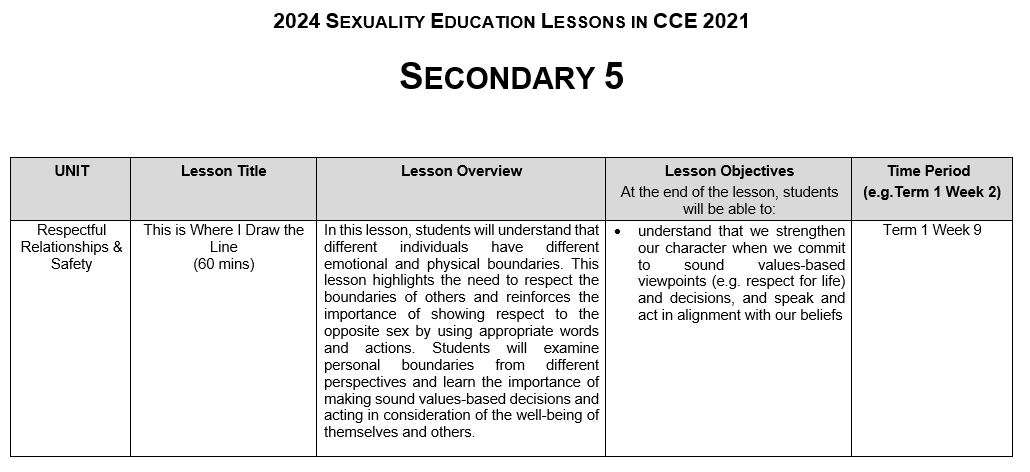 2024 SEXUALITY EDUCATION LESSONS IN CCE 2021
SECONDARY 5
UNIT
Lesson Title
Lesson Overview
Lesson Objectives
At the end of the lesson, students
will be able to:
Time Period
(e.g.Term 1 Week 2)
Respectful
Relationships &
Safety
This is Where I Draw the
Line
(60 mins)
In this lesson, students will understand that
different individuals have different
emotional and physical boundaries. This
lesson highlights the need to respect the
boundaries of others and reinforces the
importance of showing respect to the
opposite sex by using appropriate words
and actions. Students will examine
personal boundaries from different
perspectives and learn the importance of
making sound values-based decisions and
acting in consideration of the well-being of
themselves and others.
• understand that we strengthen
our character when we commit
to sound values-based
viewpoints (e.g. respect for life)
and decisions, and speak and
act in alignment with our beliefs
Term 1 Week 9